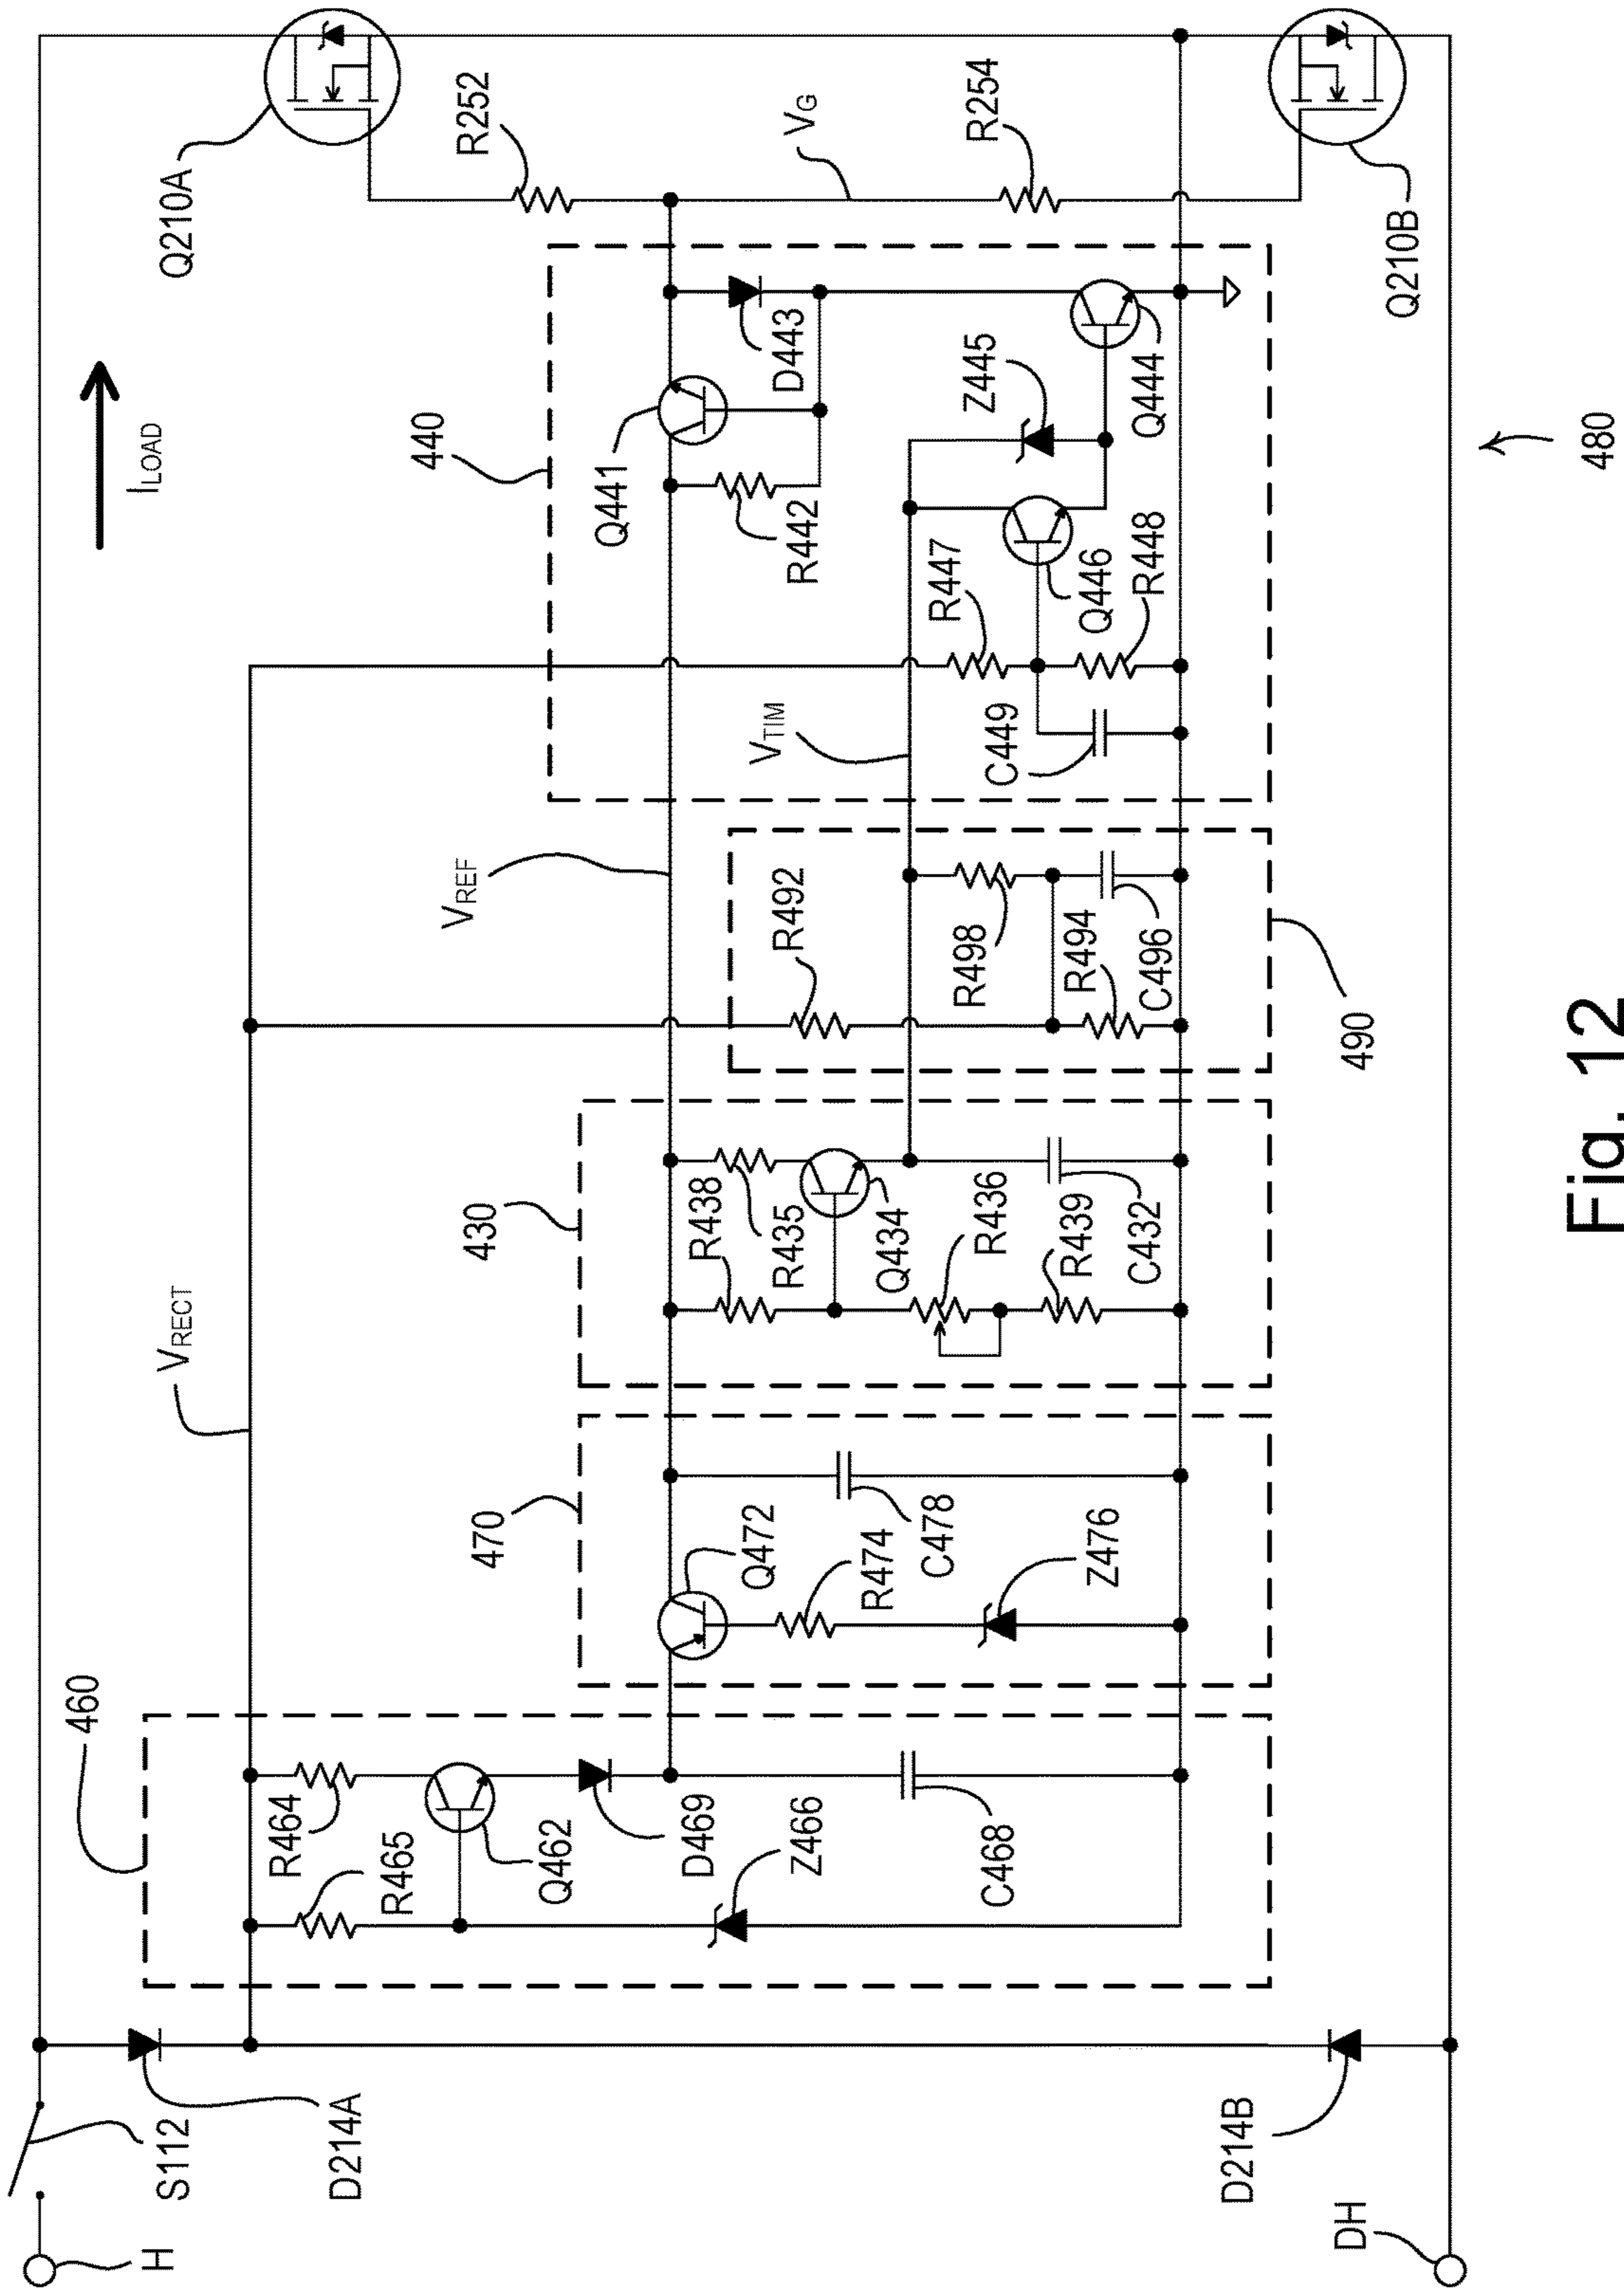 H
S112
D214A
D214B
DH
460
R464
R465
Q462
D469
Z466
C468
VRECT
470
Q472
R474
C478
Z476
430
R438
R435
Q434
R436
R439
C432
VREF
VTIM
R492
R498
R494
C496
490
440
Q441
R442
D443
Z445
Q444
R447
Q446
R448
C449
ILOAD
Q210A
R252
VG
R254
Q210B
480
Fig. 12